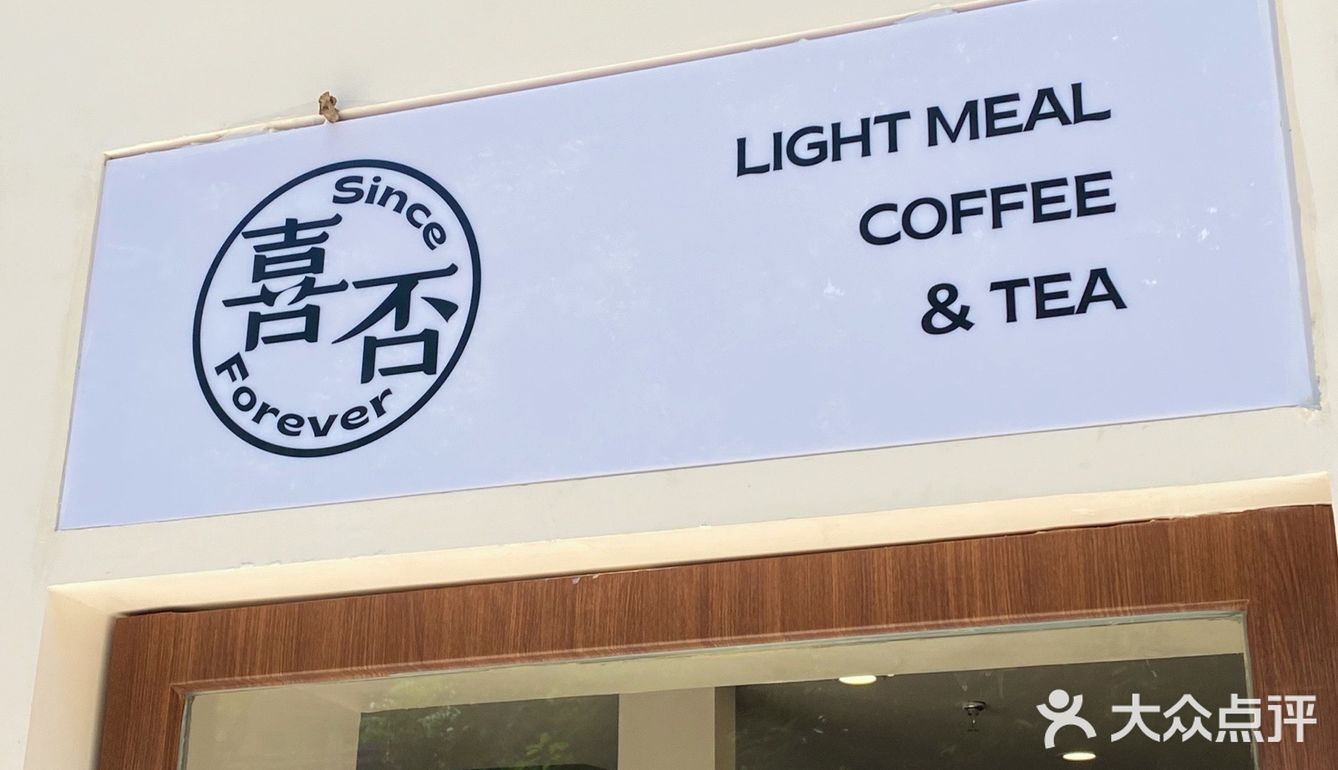 Since
喜否
Forever
LIGHT MEAL
COFFEE
& TEA
大众点评